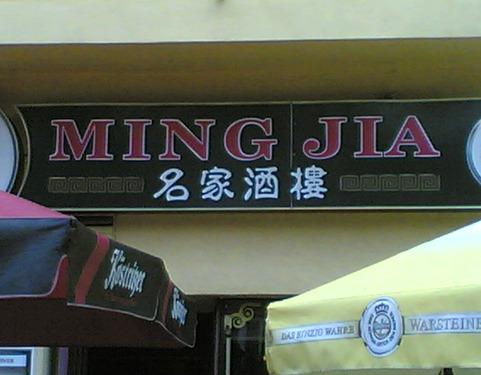 MING JIA
名家酒樓
Köstritzer
DAS EINZIG WAHRE WARSTEINER